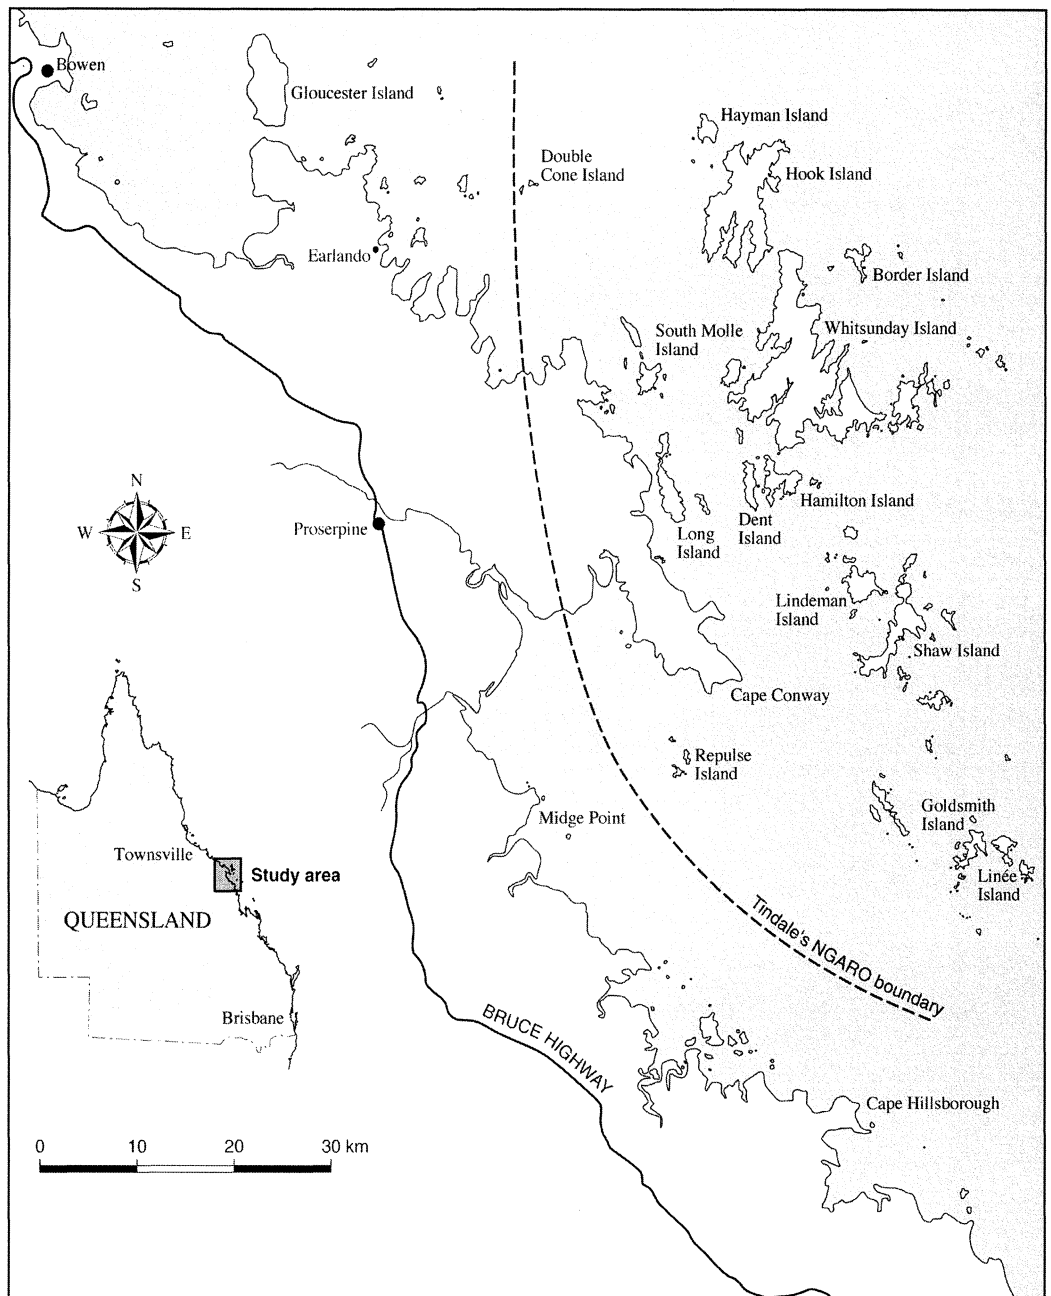 Bowen
Gloucester Island
Hayman Island
Double
Cone Island
Hook Island
Earlando
Border Island
South Molle
Island
Whitsunday Island
N
W
E
S
Proserpine
Hamilton Island
Dent
Island
Long
Island
Lindeman
Island
Shaw Island
Cape Conway
Repulse
Island
Midge Point
Goldsmith
Island
Linée
Island
Townsville
Study area
QUEENSLAND
Brisbane
Tindale's NGARO boundary
BRUCE HIGHWAY
Cape Hillsborough
0 10 20 30 km